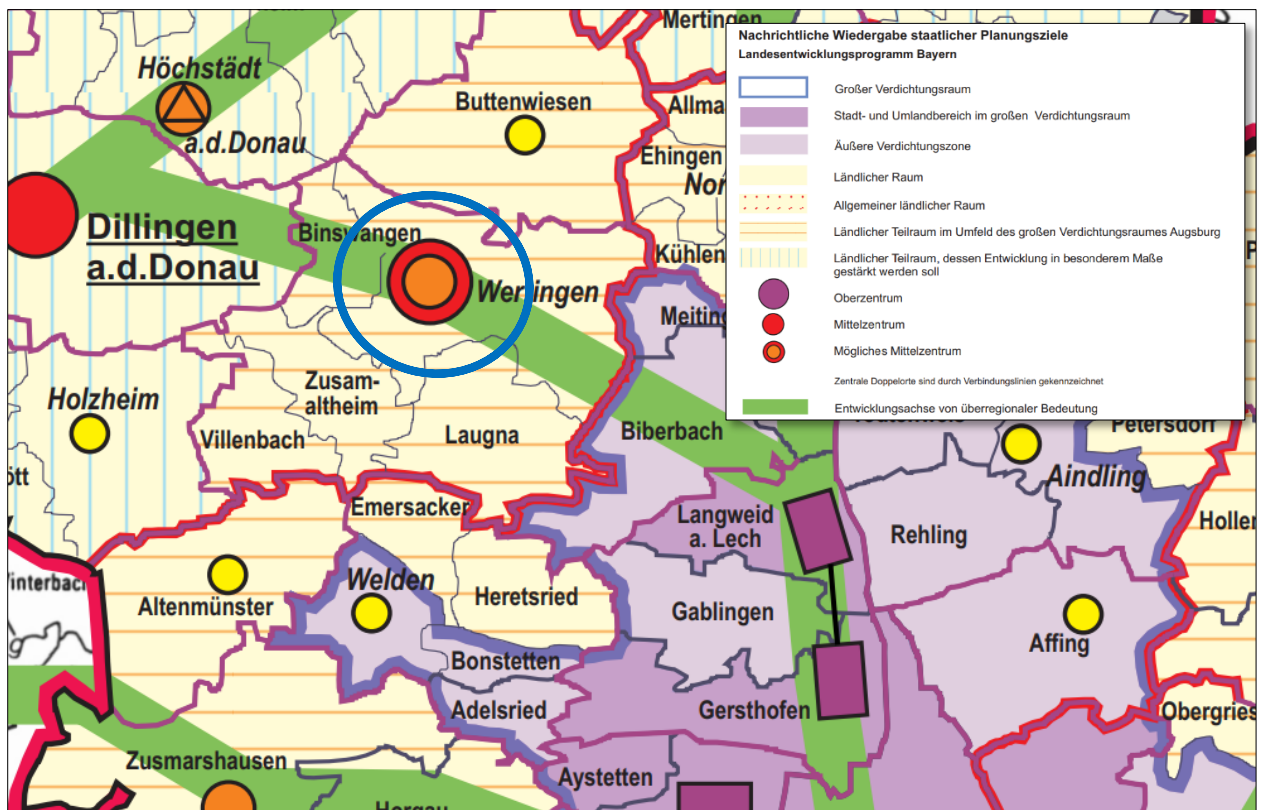 Mertingen
Nachrichtliche Wiedergabe staatlicher Planungsziele
Landesentwicklungsprogramm Bayern
Großer Verdichtungsraum
Stadt- und Umlandbereich im großen Verdichtungsraum
Äußere Verdichtungszone
Ländlicher Raum
Allgemeiner ländlicher Raum
Ländlicher Teilraum im Umfeld des großen Verdichtungsraumes Augsburg
Ländlicher Teilraum, dessen Entwicklung in besonderem Maße
gestärkt werden soll
Oberzentrum
Mittelzentrum
Mögliches Mittelzentrum
Zentrale Doppelorte sind durch Verbindungslinien gekennzeichnet
Entwicklungsachse von überregionaler Bedeutung
Höchstädt
a.d.Donau
Buttenwiesen
Allma
Ehingen
Nor
Dillingen
a.d.Donau
Binswangen
Wertingen
Kühlen
Meiting
Holzheim
Zusam-
altheim
Villenbach
Laugna
Biberbach
Petersdorf
Aindling
ött
Emersacker
Langweid
a. Lech
Rehling
Holler
Winterbach
Welden
Altenmünster
Heretsried
Gablingen
Affing
Bonstetten
Adelsried
Gersthofen
Obergries
Zusmarshausen
Aystetten
Horgau